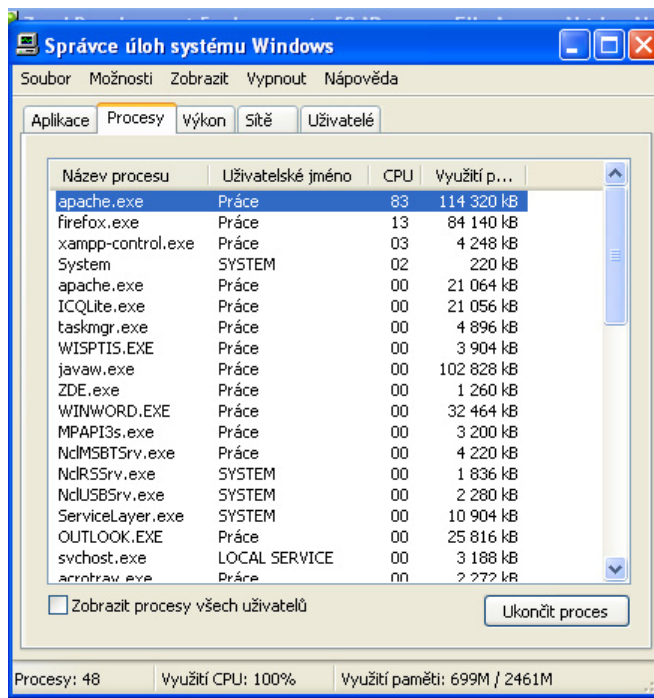 Správce úloh systému Windows
Soubor Možnosti Zobrazit Vypnout Nápověda
Aplikace Procesy Výkon Sítě Uživatelé
Název procesu Uživatelské jméno CPU Využití p...
apache.exe Práce 83 114 320 kB
firefox.exe Práce 13 84 140 kB
xampp-control.exe Práce 03 4 248 kB
System SYSTEM 02 220 kB
apache.exe Práce 00 21 064 kB
ICQLite.exe Práce 00 21 056 kB
taskmgr.exe Práce 00 4 896 kB
WISPTIS.EXE Práce 00 3 904 kB
javaw.exe Práce 00 102 828 kB
ZDE.exe Práce 00 1 260 kB
WINWORD.EXE Práce 00 32 464 kB
MPAPI3s.exe Práce 00 3 200 kB
NclMSBTSrv.exe Práce 00 4 220 kB
NclRSSrv.exe SYSTEM 00 1 836 kB
NclUSBSrv.exe SYSTEM 00 2 280 kB
ServiceLayer.exe SYSTEM 00 10 904 kB
OUTLOOK.EXE Práce 00 25 816 kB
svchost.exe LOCAL SERVICE 00 3 188 kB
acrotray.exe Práce 00 2 272 kB
Zobrazit procesy všech uživatelů
Ukončit proces
Procesy: 48 Využití CPU: 100% Využití paměti: 699M / 2461M